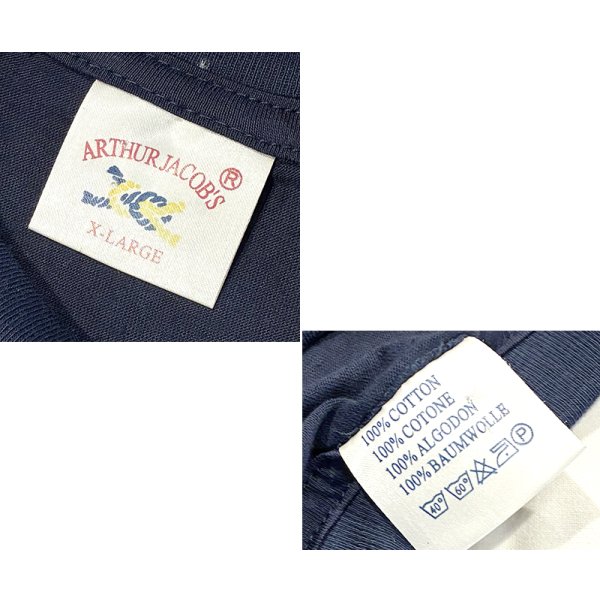 ARTHUR JACOB'S ®
X-LARGE
100% COTTON
100% COTONE
100% ALGODON
100% BAUMWOLLE
40° 60° P